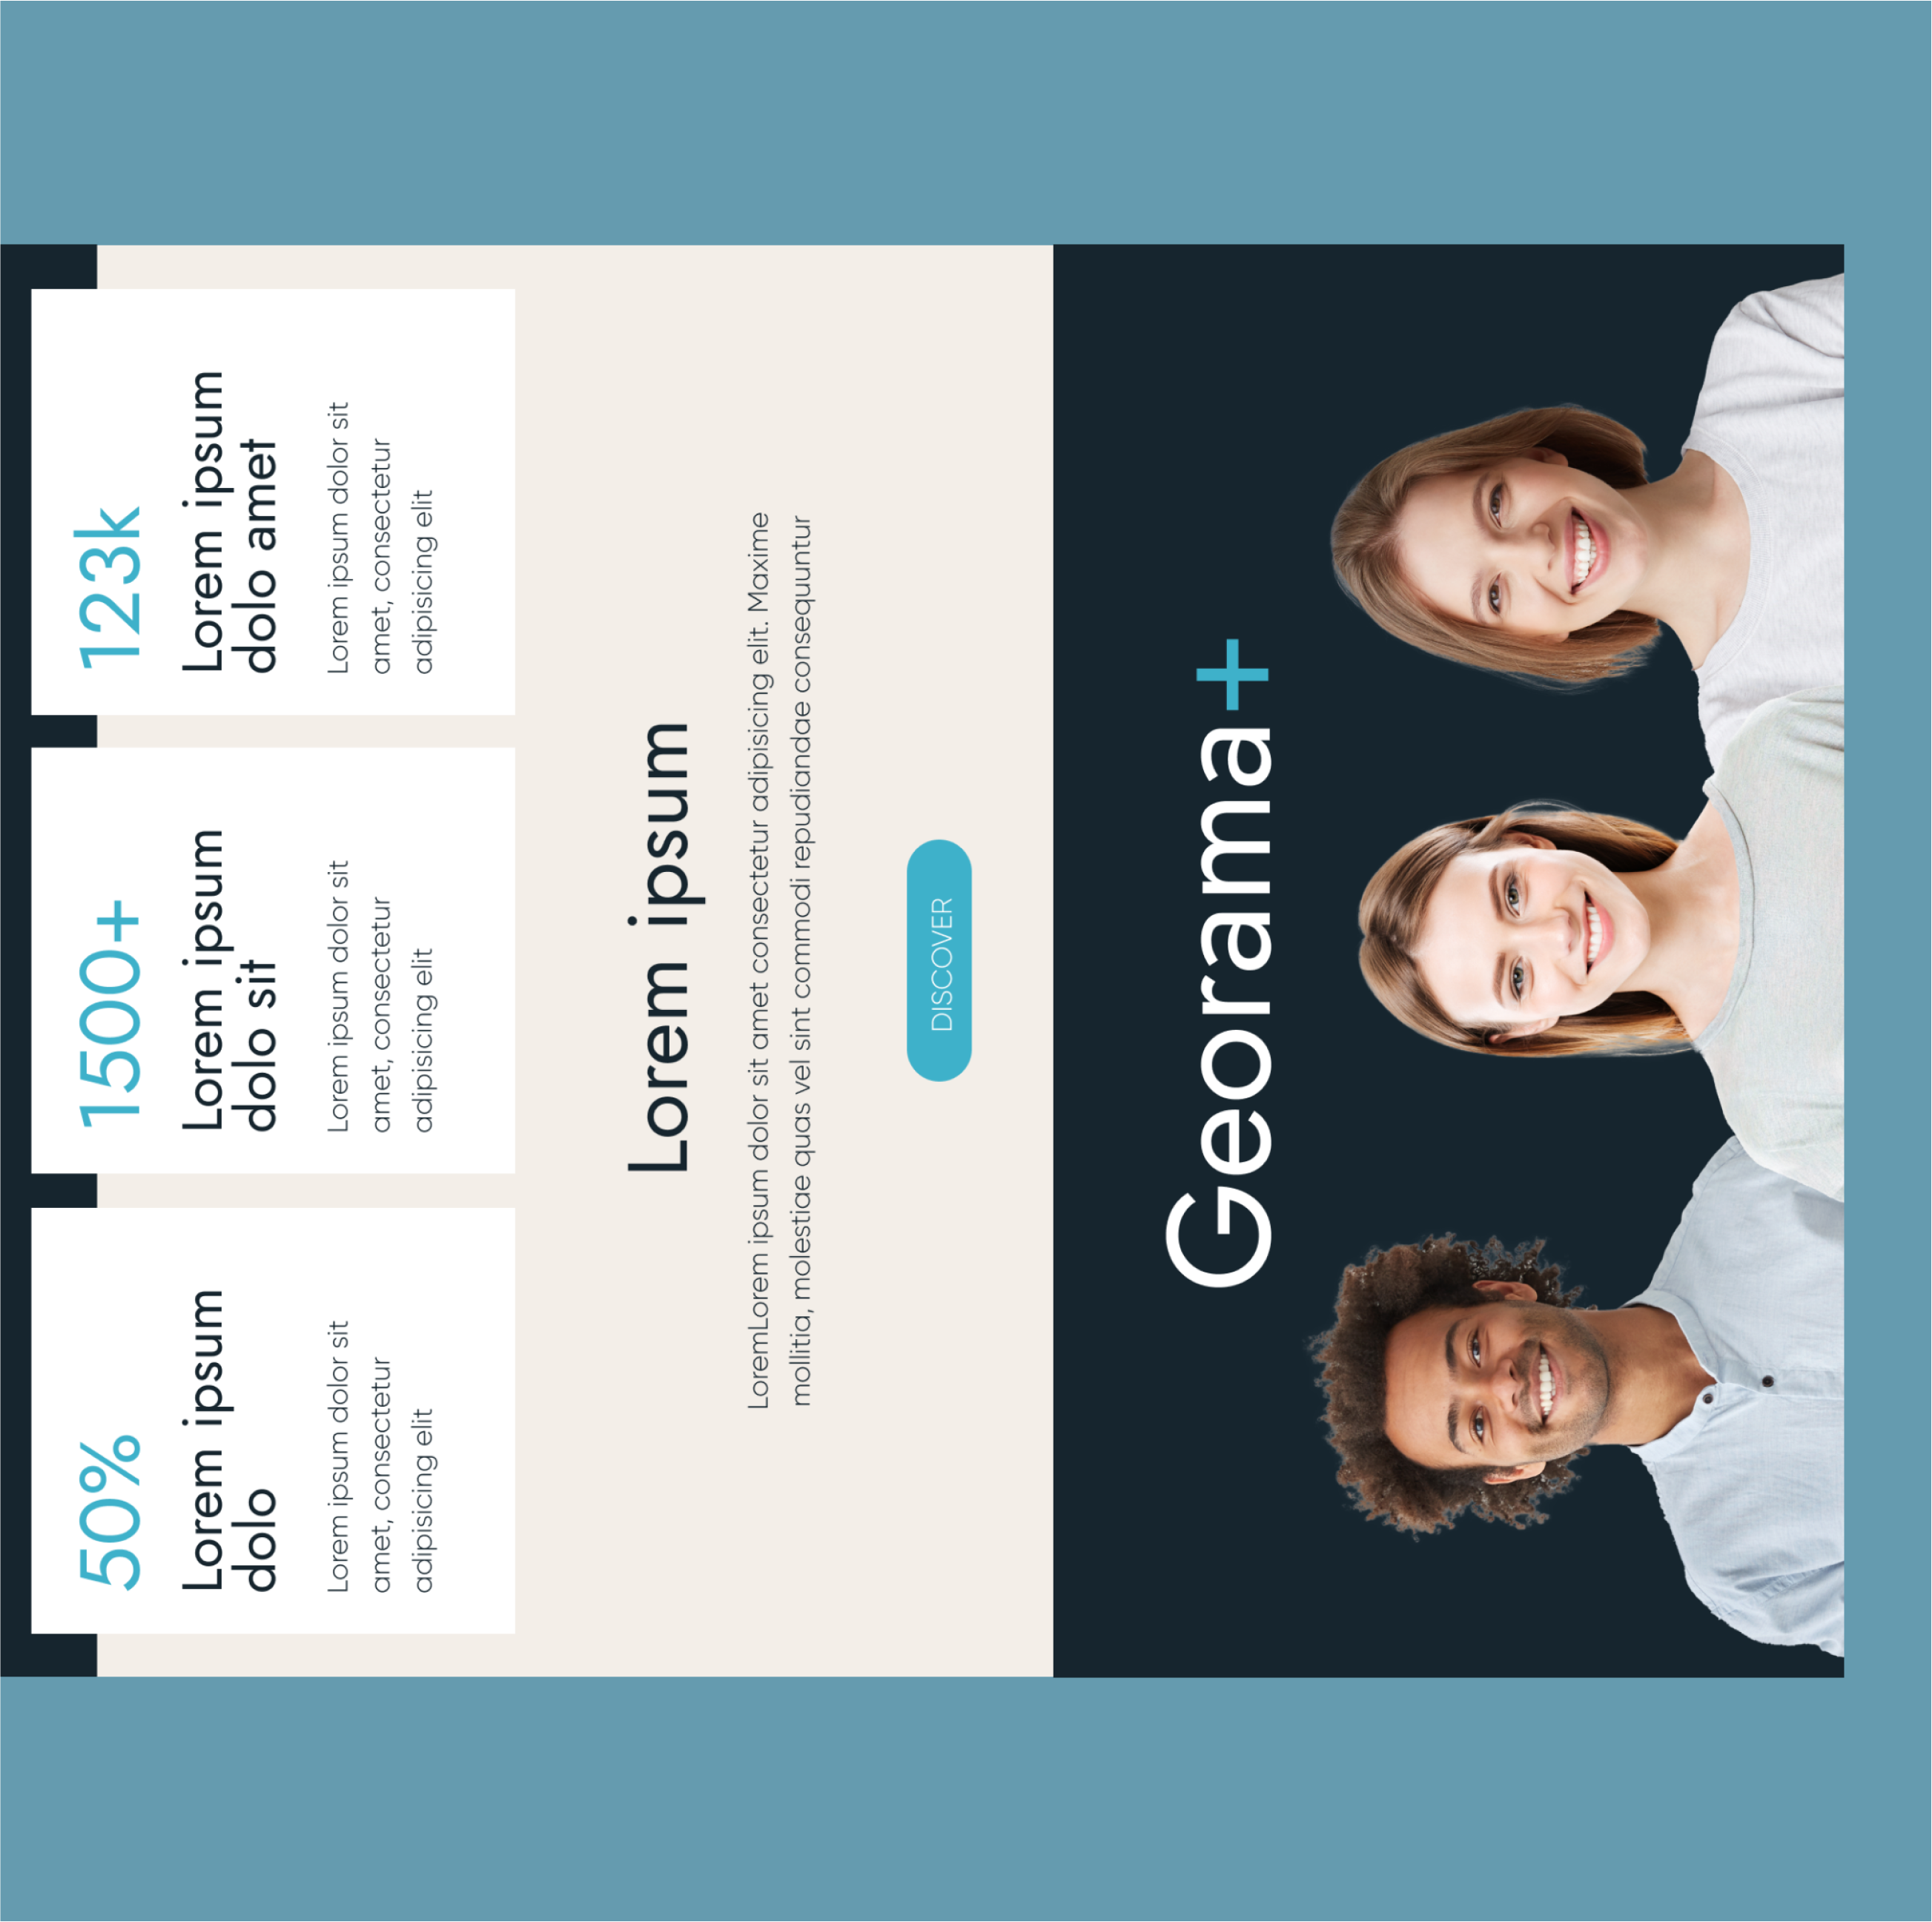 50%
Lorem ipsum
dolo
Lorem ipsum dolor sit
amet, consectetur
adipisicing elit
1500+
Lorem ipsum
dolo sit
Lorem ipsum dolor sit
amet, consectetur
adipisicing elit
123k
Lorem ipsum
dolo amet
Lorem ipsum dolor sit
amet, consectetur
adipisicing elit
Lorem ipsum
LoremLorem ipsum dolor sit amet consectetur adipisicing elit. Maxime
mollitia, molestiae quas vel sint commodi repudiandae consequuntur
DISCOVER
Georama+